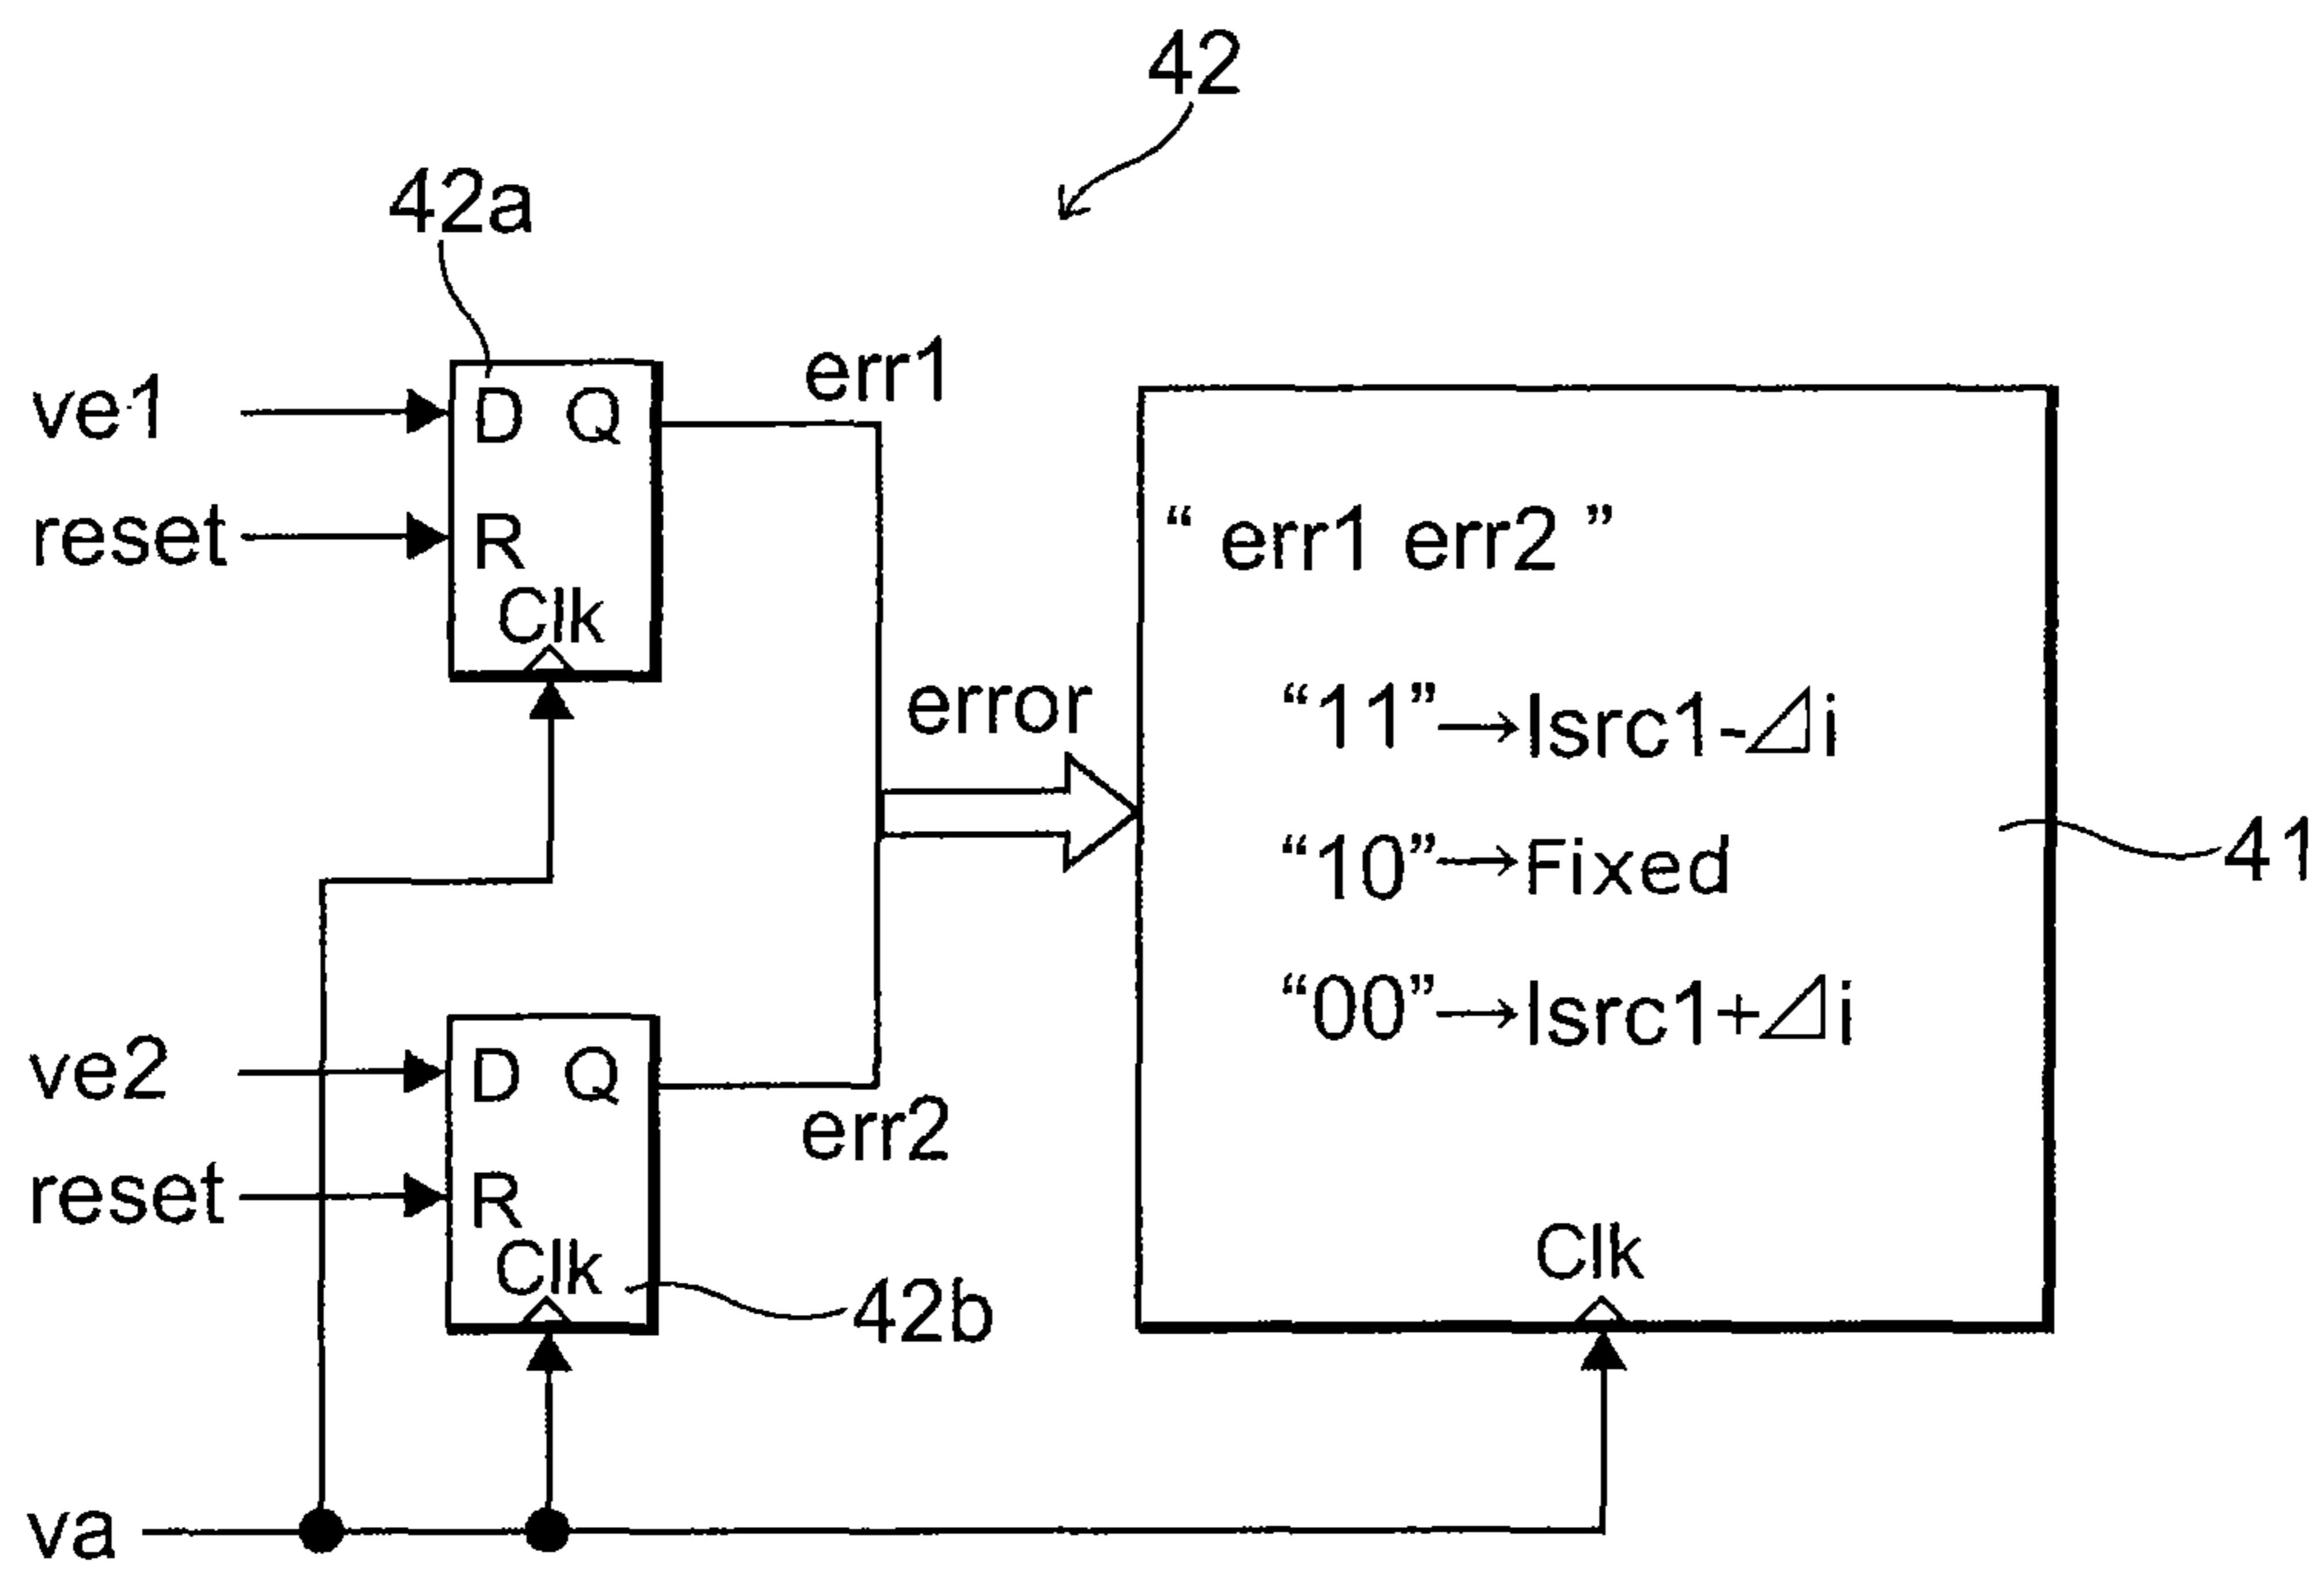 42
42a
ve1
reset
D Q
R
Clk
err1
error
“ err1 err2 ”
“11”→Isrc1-⊿i
“10”→Fixed
“00”→Isrc1+⊿i
Clk
41
ve2
reset
D Q
R
Clk
err2
42b
va